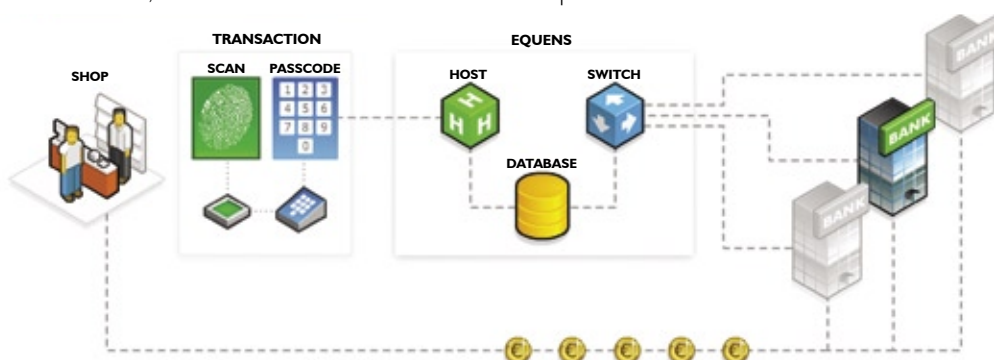 TRANSACTION
EQUENS
SHOP
SCAN PASSCODE
HOST
SWITCH
1 2 3
4 5 6
7 8 9
0
H
H H
DATABASE
BANK
BANK
BANK
€ € € € €